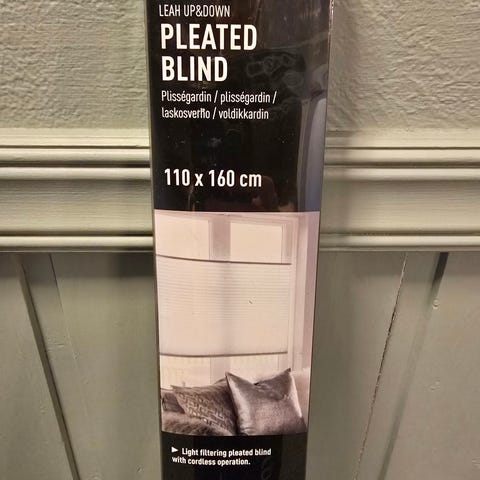 LEAH UP&DOWN
PLEATED
BLIND
Plisségardin / plisségardin /
laskosverho / voldikkardin
110 x 160 cm
► Light filtering pleated blind
with cordless operation.